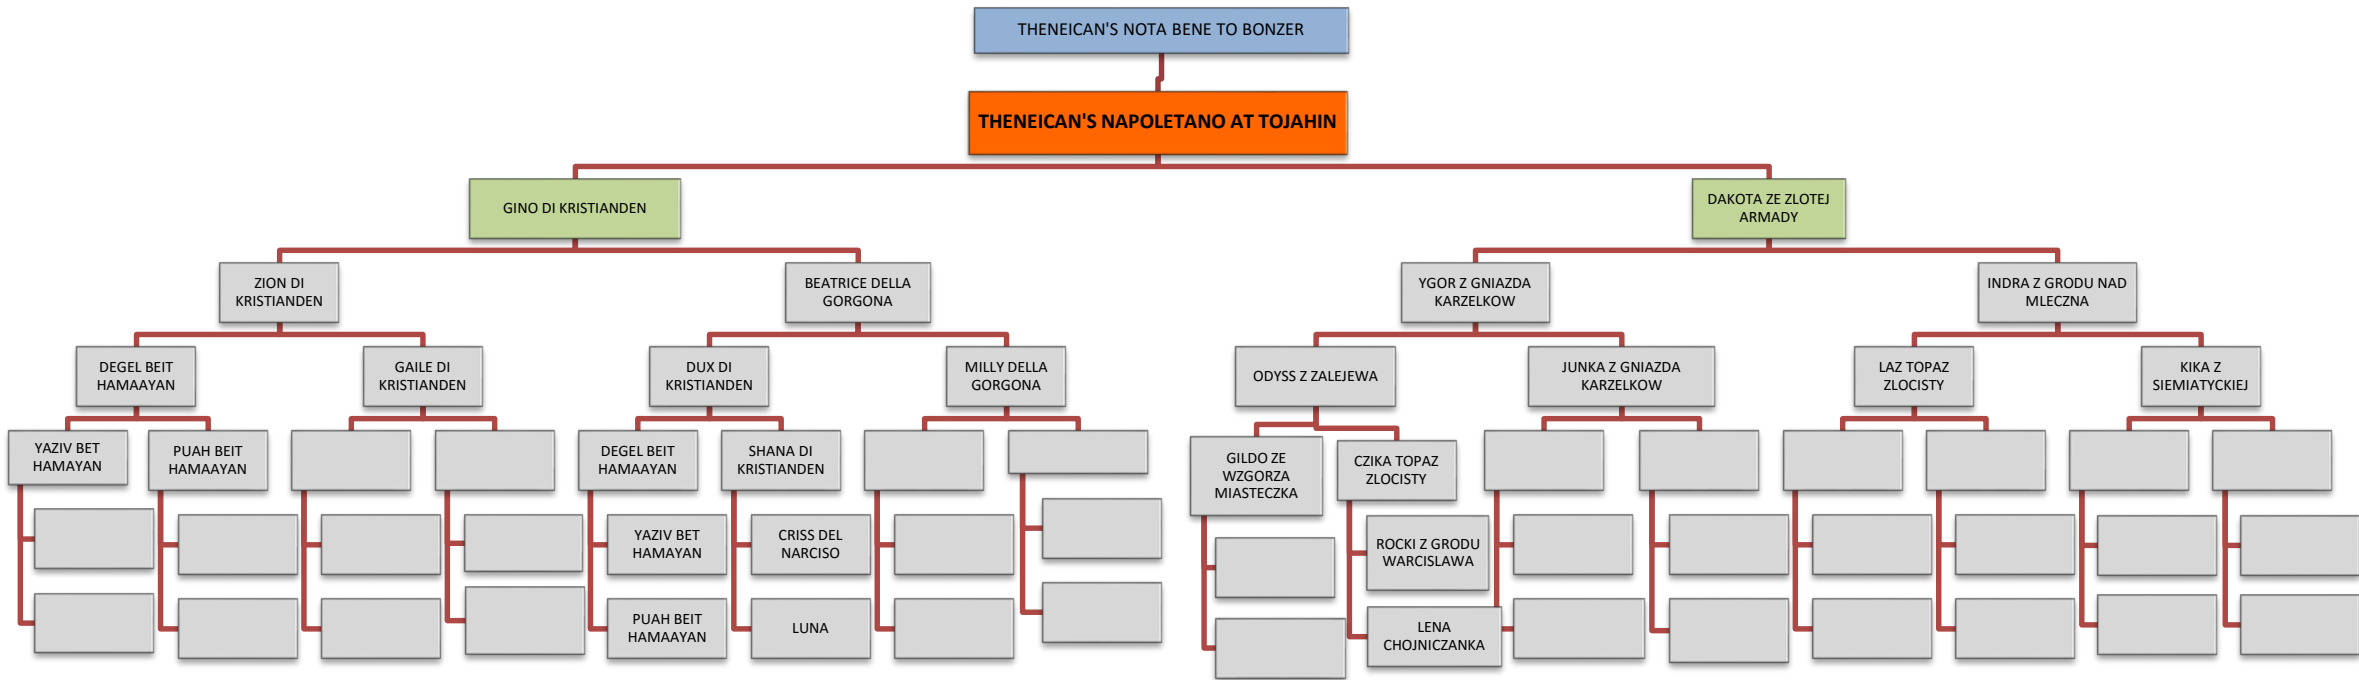 THENEICAN'S NOTA BENE TO BONZER
THENEICAN'S NAPOLETANO AT TOJAHIN
GINO DI KRISTIANDEN
DAKOTA ZE ZLOTEJ
ARMADY
ZION DI
KRISTIANDEN
BEATRICE DELLA
GORGONA
YGOR Z GNIAZDA
KARZELKOW
INDRA Z GRODU NAD
MLECZNA
DEGEL BEIT
HAMAAYAN
GAILE DI
KRISTIANDEN
DUX DI
KRISTIANDEN
MILLY DELLA
GORGONA
ODYSS Z ZALEJEWA
JUNKA Z GNIAZDA
KARZELKOW
LAZ TOPAZ
ZLOCISTY
KIKA Z
SIEMIATYCKIEJ
YAZIV BET
HAMAYAN
PUAH BEIT
HAMAAYAN
DEGEL BEIT
HAMAAYAN
SHANA DI
KRISTIANDEN
GILDO ZE
WZGORZA
MIASTECZKA
CZIKA TOPAZ
ZLOCISTY
YAZIV BET
HAMAYAN
CRISS DEL
NARCISO
ROCKI Z GRODU
WARCISLAWA
PUAH BEIT
HAMAAYAN
LUNA
LENA
CHOJNICZANKA